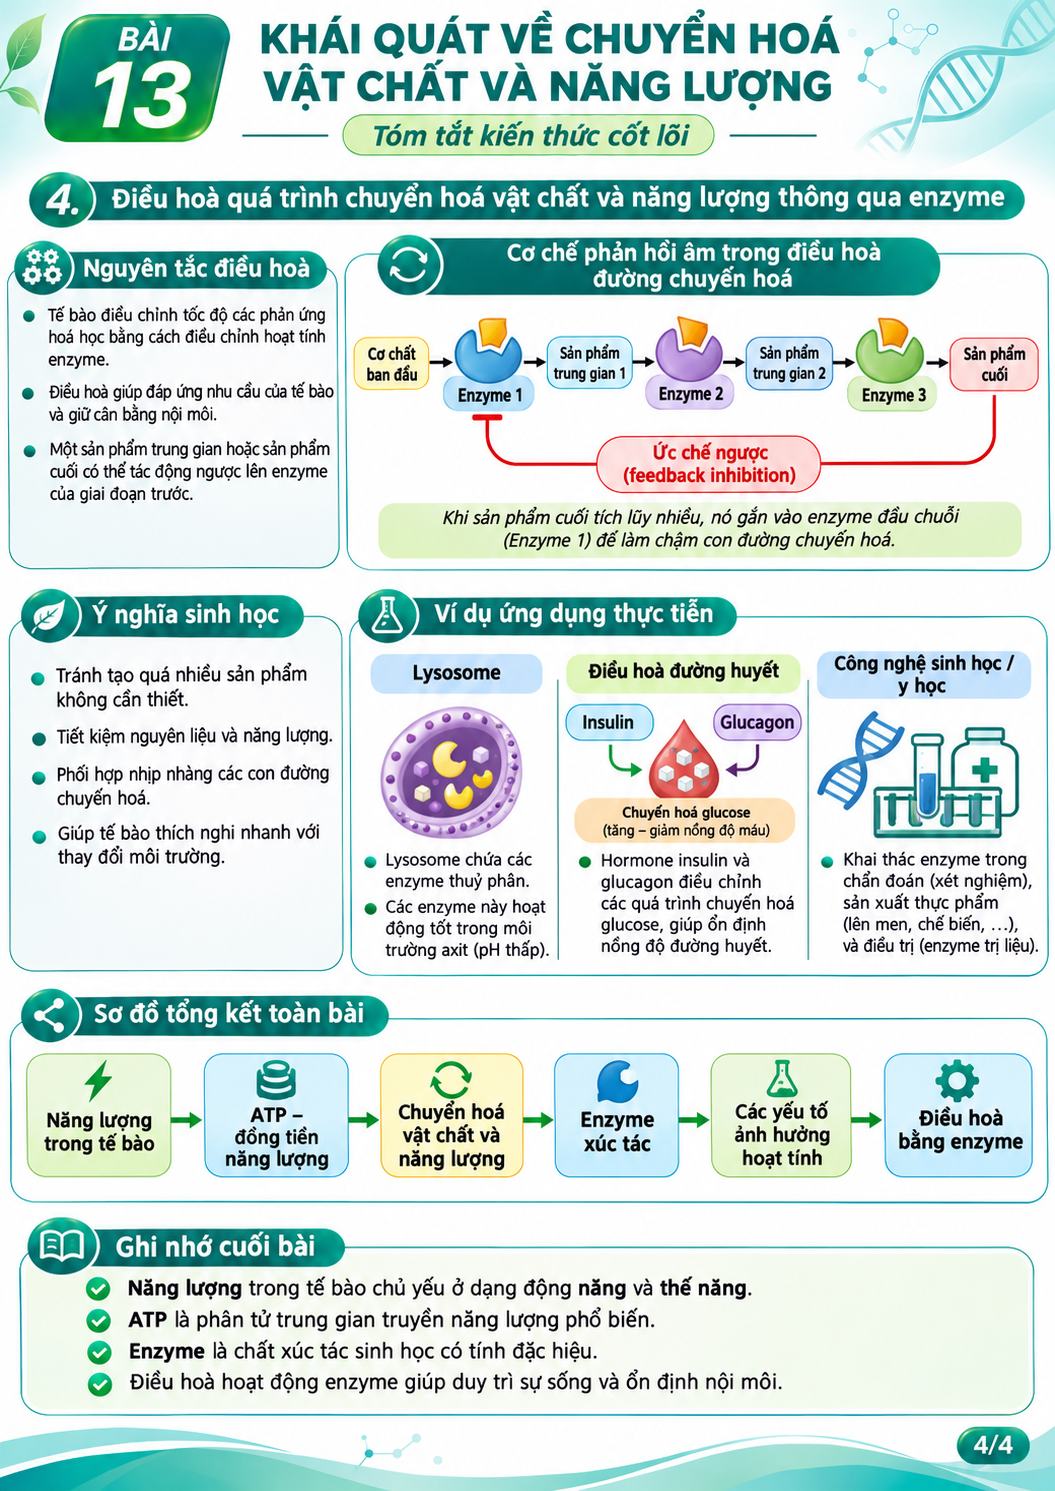 BÀI
13
KHÁI QUÁT VỀ CHUYỂN HOÁ
VẬT CHẤT VÀ NĂNG LƯỢNG
Tóm tắt kiến thức cốt lõi
4. Điều hoà quá trình chuyển hoá vật chất và năng lượng thông qua enzyme
Nguyên tắc điều hoà
Tế bào điều chỉnh tốc độ các phản ứng
hoá học bằng cách điều chỉnh hoạt tính
enzyme.
Điều hoà giúp đáp ứng nhu cầu của tế bào
và giữ cân bằng nội môi.
Một sản phẩm trung gian hoặc sản phẩm
cuối có thể tác động ngược lên enzyme
của giai đoạn trước.
Cơ chế phản hồi âm trong điều hoà
đường chuyển hoá
Cơ chất
ban đầu
Enzyme 1
Sản phẩm
trung gian 1
Enzyme 2
Sản phẩm
trung gian 2
Enzyme 3
Sản phẩm
cuối
Ức chế ngược
(feedback inhibition)
Khi sản phẩm cuối tích lũy nhiều, nó gắn vào enzyme đầu chuỗi
(Enzyme 1) để làm chậm con đường chuyển hoá.
Ý nghĩa sinh học
Tránh tạo quá nhiều sản phẩm
không cần thiết.
Tiết kiệm nguyên liệu và năng lượng.
Phối hợp nhịp nhàng các con đường
chuyển hoá.
Giúp tế bào thích nghi nhanh với
thay đổi môi trường.
Ví dụ ứng dụng thực tiễn
Lysosome
Lysosome chứa các
enzyme thuỷ phân.
Các enzyme này hoạt
động tốt trong môi
trường axit (pH thấp).
Điều hoà đường huyết
Insulin
Glucagon
Chuyển hoá glucose
(tăng – giảm nồng độ máu)
Hormone insulin và
glucagon điều chỉnh
các quá trình chuyển hoá
glucose, giúp ổn định
nồng độ đường huyết.
Công nghệ sinh học /
y học
Khai thác enzyme trong
chẩn đoán (xét nghiệm),
sản xuất thực phẩm
(lên men, chế biến, ...),
và điều trị (enzyme trị liệu).
Sơ đồ tổng kết toàn bài
Năng lượng
trong tế bào
ATP –
đồng tiền
năng lượng
Chuyển hoá
vật chất và
năng lượng
Enzyme
xúc tác
Các yếu tố
ảnh hưởng
hoạt tính
Điều hoà
bằng enzyme
Ghi nhớ cuối bài
Năng lượng trong tế bào chủ yếu ở dạng động năng và thế năng.
ATP là phân tử trung gian truyền năng lượng phổ biến.
Enzyme là chất xúc tác sinh học có tính đặc hiệu.
Điều hoà hoạt động enzyme giúp duy trì sự sống và ổn định nội môi.
4/4